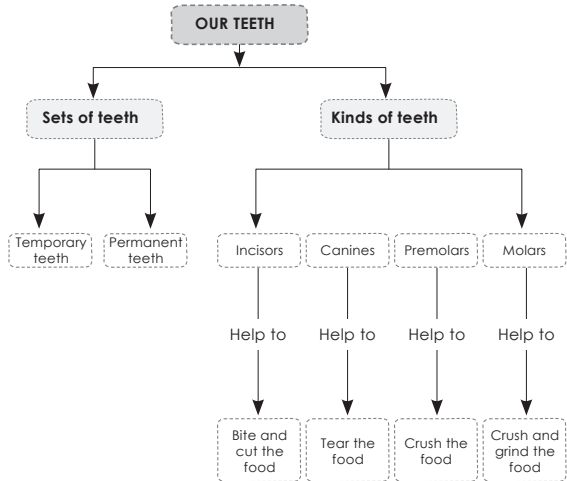 OUR TEETH
Sets of teeth
Kinds of teeth
Temporary
teeth
Permanent
teeth
Incisors
Canines
Premolars
Molars
Help to
Help to
Help to
Help to
Bite and
cut the
food
Tear the
food
Crush the
food
Crush and
grind the
food